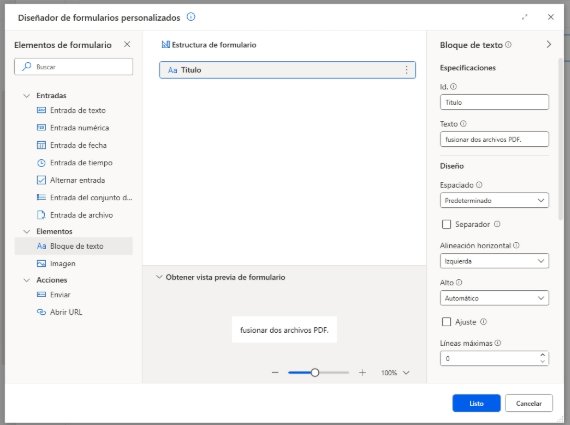 Diseñador de formularios personalizados
Elementos de formulario
Buscar
Entradas
Entrada de texto
Entrada numérica
Entrada de fecha
Entrada de tiempo
Alternar entrada
Entrada del conjunto d...
Entrada de archivo
Elementos
Aa Bloque de texto
Imagen
Acciones
Enviar
Abrir URL
Estructura de formulario
Aa Titulo
Obtener vista previa de formulario
fusionar dos archivos PDF.
100%
Bloque de texto
Especificaciones
Id.
Titulo
Texto
fusionar dos archivos PDF.
Diseño
Espaciado
Predeterminado
Separador
Alineación horizontal
Izquierda
Alto
Automático
Ajuste
Líneas máximas
0
Listo
Cancelar